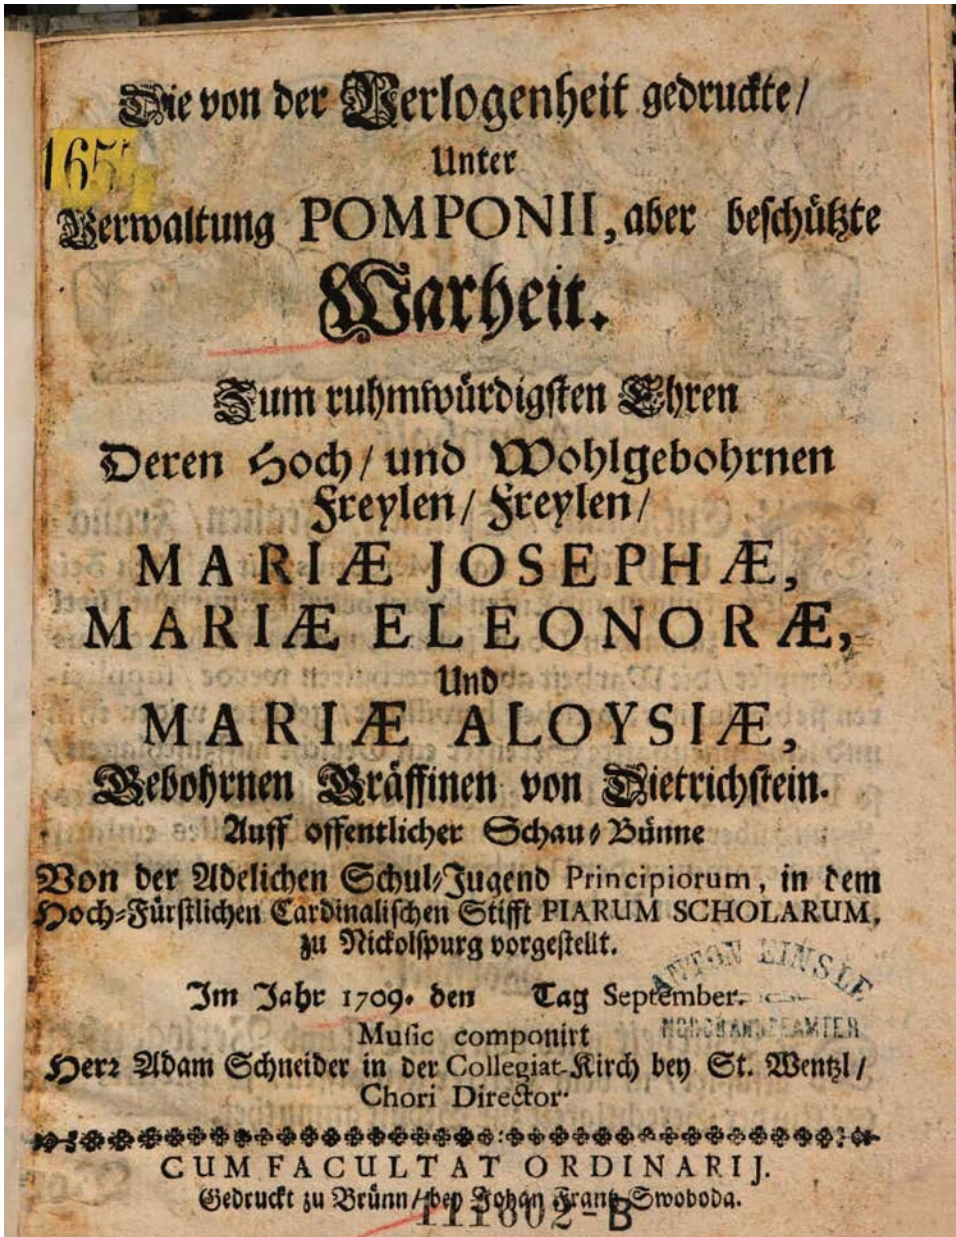 Die von der Verlogenheit gedruckte/
165
Unter
Verwaltung POMPONII, aber beschützte
Warheit.
Zum ruhmwürdigsten Ehren
Deren Hoch/ und Wohlgebohrnen
Freylen/ Freylen/
MARIÆ JOSEPHÆ,
MARIÆ ELEONORÆ,
Und
MARIÆ ALOYSIÆ,
Gebohrnen Gräffinen von Dietrichstein.
Auff offentlicher Schau-Bünne
Von der Adelichen Schul-Jugend Principiorum, in dem
Hoch-Fürstlichen Cardinalischen Stifft PIARUM SCHOLARUM,
zu Nickolspurg vorgestellt.
Im Jahr 1709. den Tag September.
ANTON EINSLE
Music componirt
Herr Adam Schneider in der Collegiat-Kirch bey St. Wentzl/
Chori Director.
CUM FACULTAT ORDINARIJ.
Gedruckt zu Brünn/ bey Johan Frantz Swoboda.
111602-B